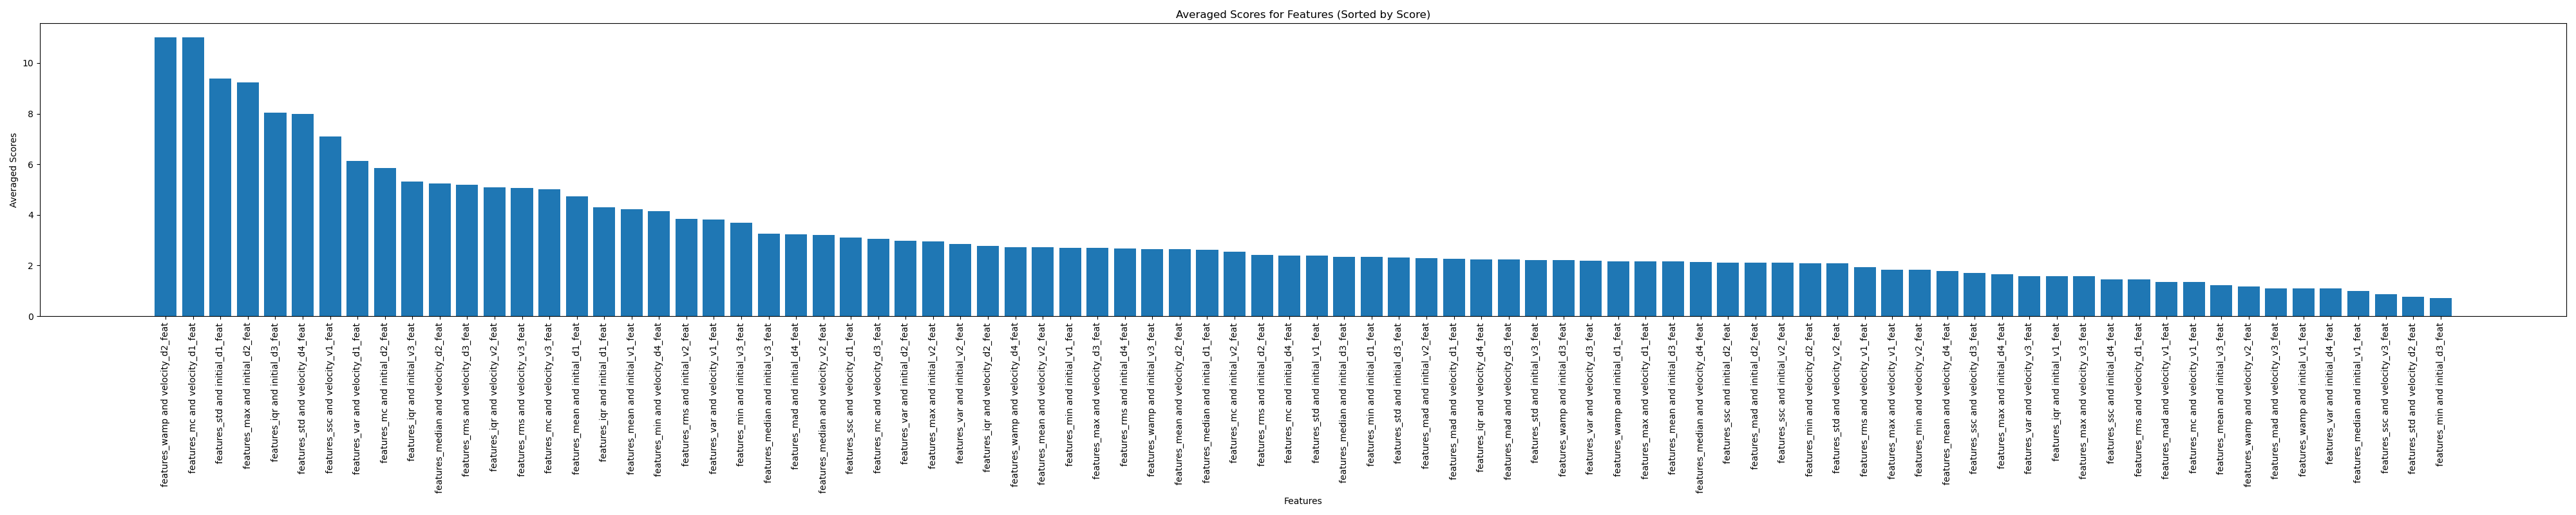 Averaged Scores for Features (Sorted by Score)
Averaged Scores
10
8
6
4
2
0
features_wamp and velocity_d2_feat
features_mc and velocity_d1_feat
features_std and initial_d1_feat
features_max and initial_d2_feat
features_iqr and initial_d3_feat
features_std and velocity_d4_feat
features_ssc and velocity_v1_feat
features_var and velocity_d1_feat
features_mc and initial_d2_feat
features_iqr and initial_v3_feat
features_median and velocity_d2_feat
features_rms and velocity_d3_feat
features_iqr and velocity_v2_feat
features_rms and velocity_v3_feat
features_mc and velocity_v3_feat
features_mean and initial_d1_feat
features_iqr and initial_d1_feat
features_mean and velocity_v1_feat
features_min and velocity_d4_feat
features_rms and initial_v2_feat
features_var and velocity_v1_feat
features_min and initial_v3_feat
features_median and initial_v3_feat
features_mad and initial_d4_feat
features_median and velocity_v2_feat
features_ssc and velocity_d1_feat
features_mc and velocity_d3_feat
features_var and initial_d2_feat
features_max and initial_v2_feat
features_var and initial_v2_feat
features_iqr and velocity_d2_feat
features_wamp and velocity_d4_feat
features_mean and velocity_v2_feat
features_min and initial_v1_feat
features_max and velocity_d3_feat
features_rms and initial_d4_feat
features_wamp and initial_v3_feat
features_mean and velocity_d2_feat
features_median and initial_d1_feat
features_mc and initial_v2_feat
features_rms and initial_d2_feat
features_mc and initial_d4_feat
features_std and initial_v1_feat
features_median and initial_d3_feat
features_min and initial_d1_feat
features_std and initial_d3_feat
features_mad and initial_v2_feat
features_mad and velocity_d1_feat
features_iqr and velocity_d4_feat
features_mad and velocity_d3_feat
features_std and initial_v3_feat
features_wamp and initial_d3_feat
features_var and velocity_d3_feat
features_wamp and initial_d1_feat
features_max and velocity_d1_feat
features_mean and initial_d3_feat
features_median and velocity_d4_feat
features_ssc and initial_d2_feat
features_mad and initial_d2_feat
features_ssc and initial_v2_feat
features_min and velocity_d2_feat
features_std and velocity_v2_feat
features_rms and velocity_v1_feat
features_max and velocity_v1_feat
features_min and velocity_v2_feat
features_mean and velocity_d4_feat
features_ssc and velocity_d3_feat
features_max and initial_d4_feat
features_var and velocity_v3_feat
features_iqr and initial_v1_feat
features_max and velocity_v3_feat
features_ssc and initial_d4_feat
features_rms and velocity_d1_feat
features_mad and velocity_v1_feat
features_mc and velocity_v1_feat
features_mean and initial_v3_feat
features_wamp and velocity_v2_feat
features_mad and velocity_v3_feat
features_wamp and initial_v1_feat
features_var and initial_d4_feat
features_median and initial_v1_feat
features_ssc and velocity_v3_feat
features_std and velocity_d2_feat
features_min and initial_d3_feat
Features